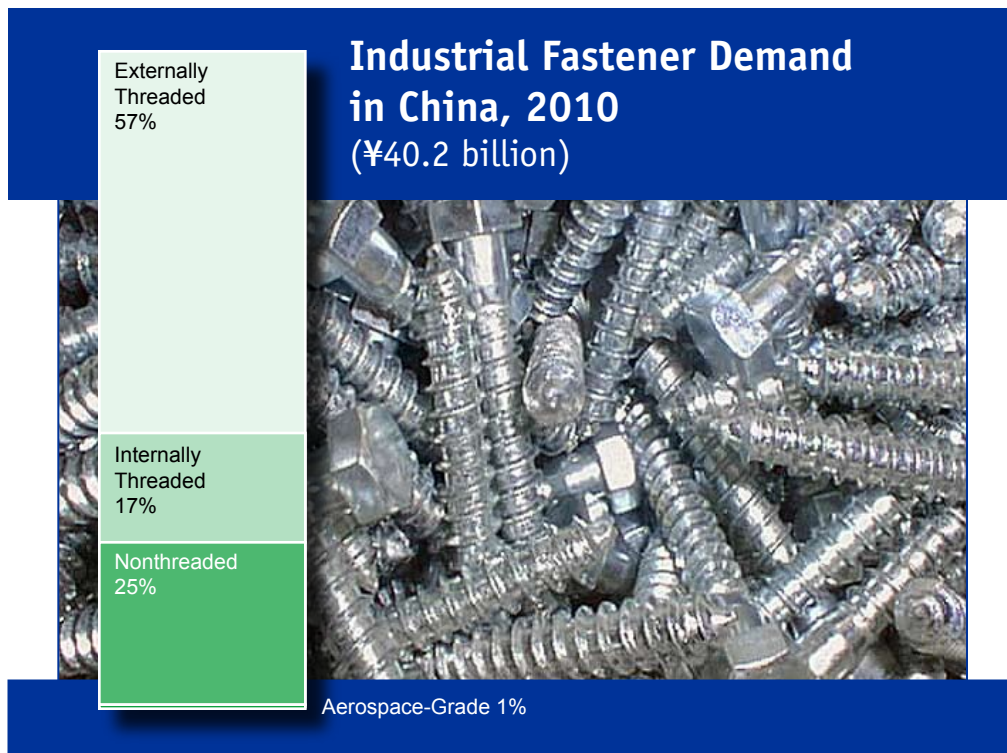 Industrial Fastener Demand
in China, 2010
(¥40.2 billion)
Externally
Threaded
57%
Internally
Threaded
17%
Nonthreaded
25%
Aerospace-Grade 1%